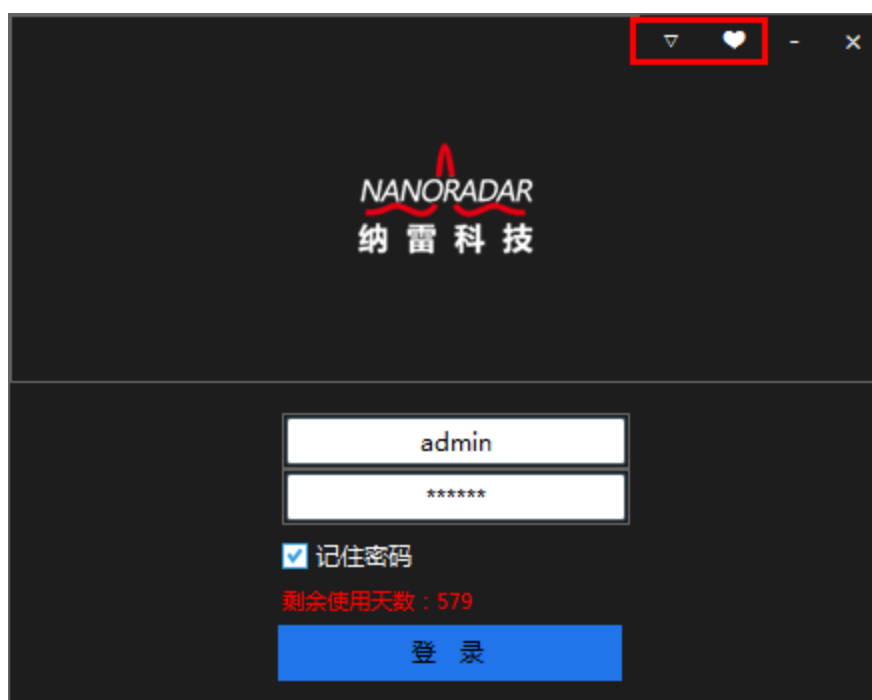 NANORADAR
纳雷科技
admin
******
记住密码
剩余使用天数：579
登 录